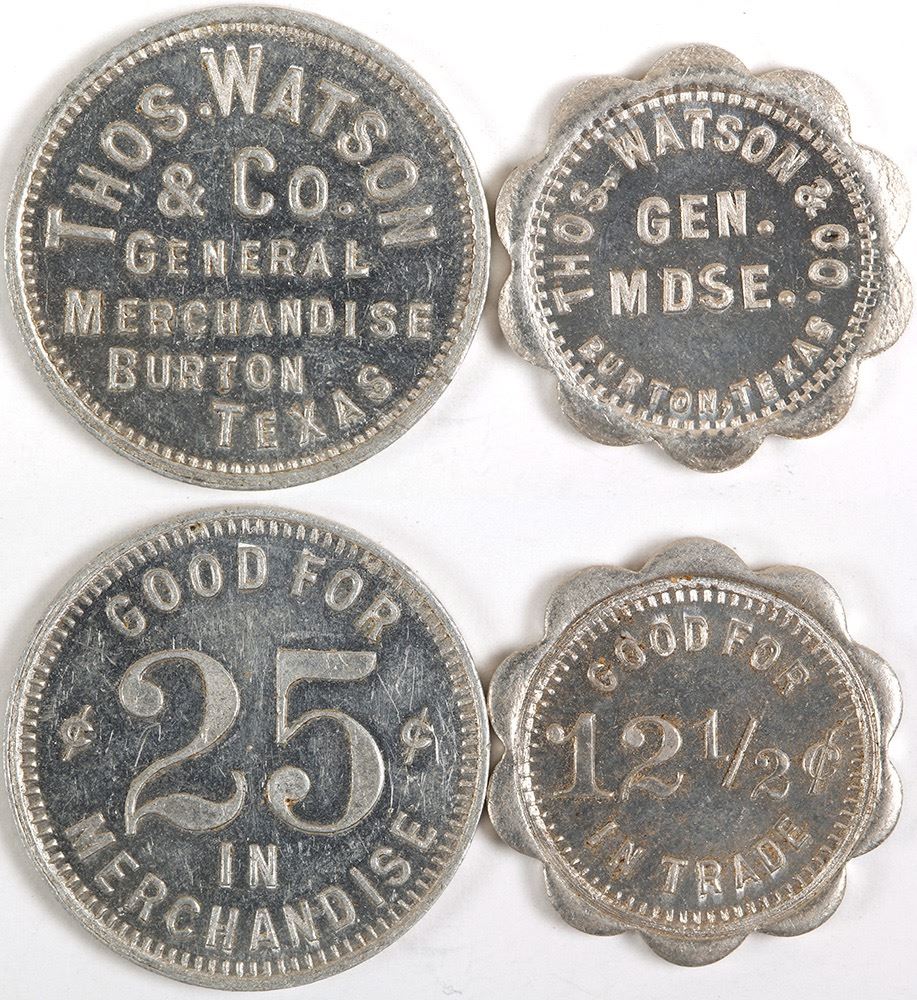 THOS. WATSON
& CO.
GENERAL
MERCHANDISE
BURTON
TEXAS
THOS. WATSON & CO.
GEN.
MDSE.
BURTON, TEXAS
GOOD FOR
¢ 25 ¢
IN
MERCHANDISE
GOOD FOR
12 1/2 ¢
IN TRADE